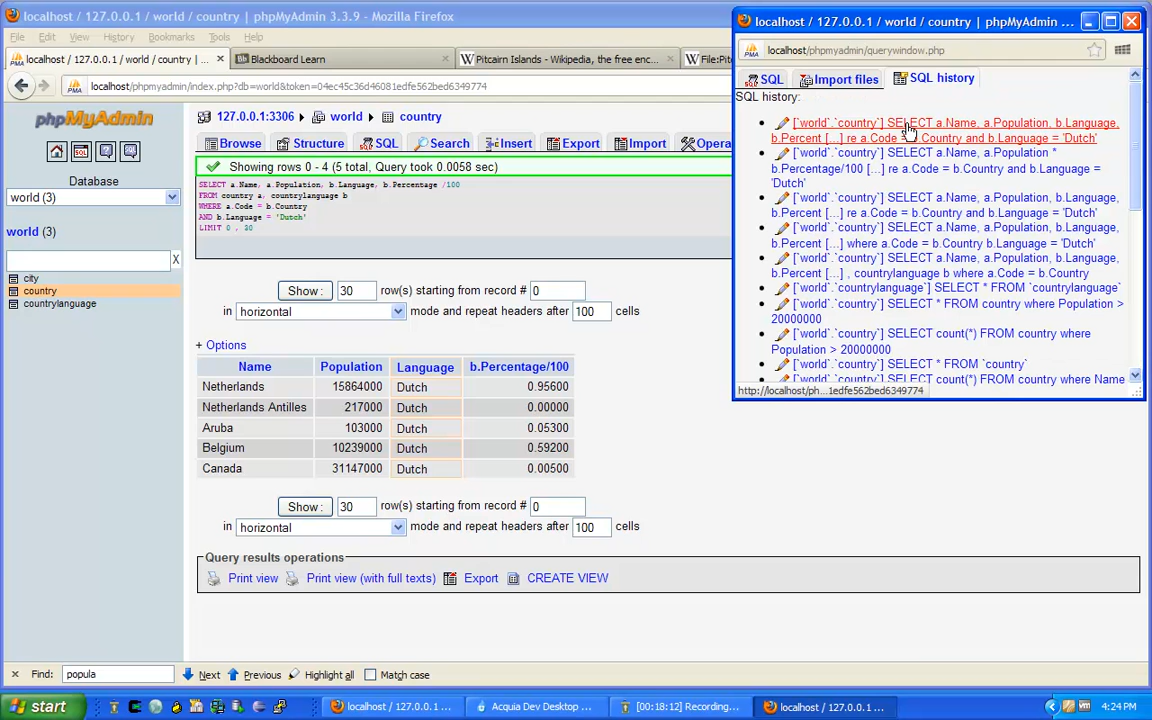 localhost / 127.0.0.1 / world / country | phpMyAdmin 3.3.9 - Mozilla Firefox
File Edit View History Bookmarks Tools Help
localhost / 127.0.0.1 / world / country | ...
Blackboard Learn
Pitcairn Islands - Wikipedia, the free enc...
File:Pitc
localhost/phpmyadmin/index.php?db=world&token=04ec45c36d46081edfe562bed6349774
phpMyAdmin
SQL
Database
world (3)
world (3)
X
city
country
countrylanguage
127.0.0.1:3306 world country
Browse Structure SQL Search Insert Export Import Opera
Showing rows 0 - 4 (5 total, Query took 0.0058 sec)
SELECT a.Name, a.Population, b.Language, b.Percentage /100
FROM country a, countrylanguage b
WHERE a.Code = b.Country
AND b.Language = 'Dutch'
LIMIT 0 , 30
Show : 30 row(s) starting from record # 0
in horizontal mode and repeat headers after 100 cells
+ Options
Name Population Language b.Percentage/100
Netherlands 15864000 Dutch 0.95600
Netherlands Antilles 217000 Dutch 0.00000
Aruba 103000 Dutch 0.05300
Belgium 10239000 Dutch 0.59200
Canada 31147000 Dutch 0.00500
Show : 30 row(s) starting from record # 0
in horizontal mode and repeat headers after 100 cells
Query results operations
Print view Print view (with full texts) Export CREATE VIEW
localhost / 127.0.0.1 / world / country | phpMyAdmin ...
localhost/phpmyadmin/querywindow.php
SQL Import files SQL history
SQL history:
[`world`.`country`] SELECT a.Name, a.Population, b.Language,
b.Percent [...] re a.Code = b.Country and b.Language = 'Dutch'
[`world`.`country`] SELECT a.Name, a.Population *
b.Percentage/100 [...] re a.Code = b.Country and b.Language =
'Dutch'
[`world`.`country`] SELECT a.Name, a.Population, b.Language,
b.Percent [...] re a.Code = b.Country and b.Language = 'Dutch'
[`world`.`country`] SELECT a.Name, a.Population, b.Language,
b.Percent [...] where a.Code = b.Country b.Language = 'Dutch'
[`world`.`country`] SELECT a.Name, a.Population, b.Language,
b.Percent [...] , countrylanguage b where a.Code = b.Country
[`world`.`countrylanguage`] SELECT * FROM `countrylanguage`
[`world`.`country`] SELECT * FROM country where Population >
20000000
[`world`.`country`] SELECT count(*) FROM country where
Population > 20000000
[`world`.`country`] SELECT * FROM `country`
[`world`.`country`] SELECT count(*) FROM country where Name
http://localhost/ph...1edfe562bed6349774
x Find: popula Next Previous Highlight all Match case
start localhost / 127.0.0.1 ... Acquia Dev Desktop ... [00:18:12] Recording... localhost / 127.0.0.1 ... 4:24 PM